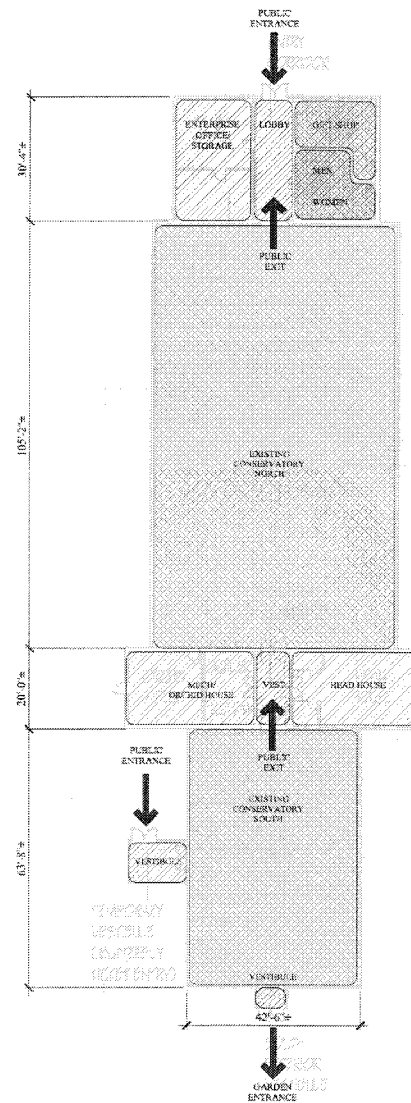 PUBLIC
ENTRANCE
30'-4"±
ENTERPRISE
OFFICE/
STORAGE
LOBBY
GIFT SHOP
MEN
WOMEN
PUBLIC
EXIT
105'-2"±
EXISTING
CONSERVATORY
NORTH
20'-0"±
MECH/
ORCHID HOUSE
VEST.
HEAD HOUSE
PUBLIC
ENTRANCE
PUBLIC
EXIT
EXISTING
CONSERVATORY
SOUTH
63'-8"±
VESTIBULE
VESTIBULE
42'-6"±
GARDEN
ENTRANCE